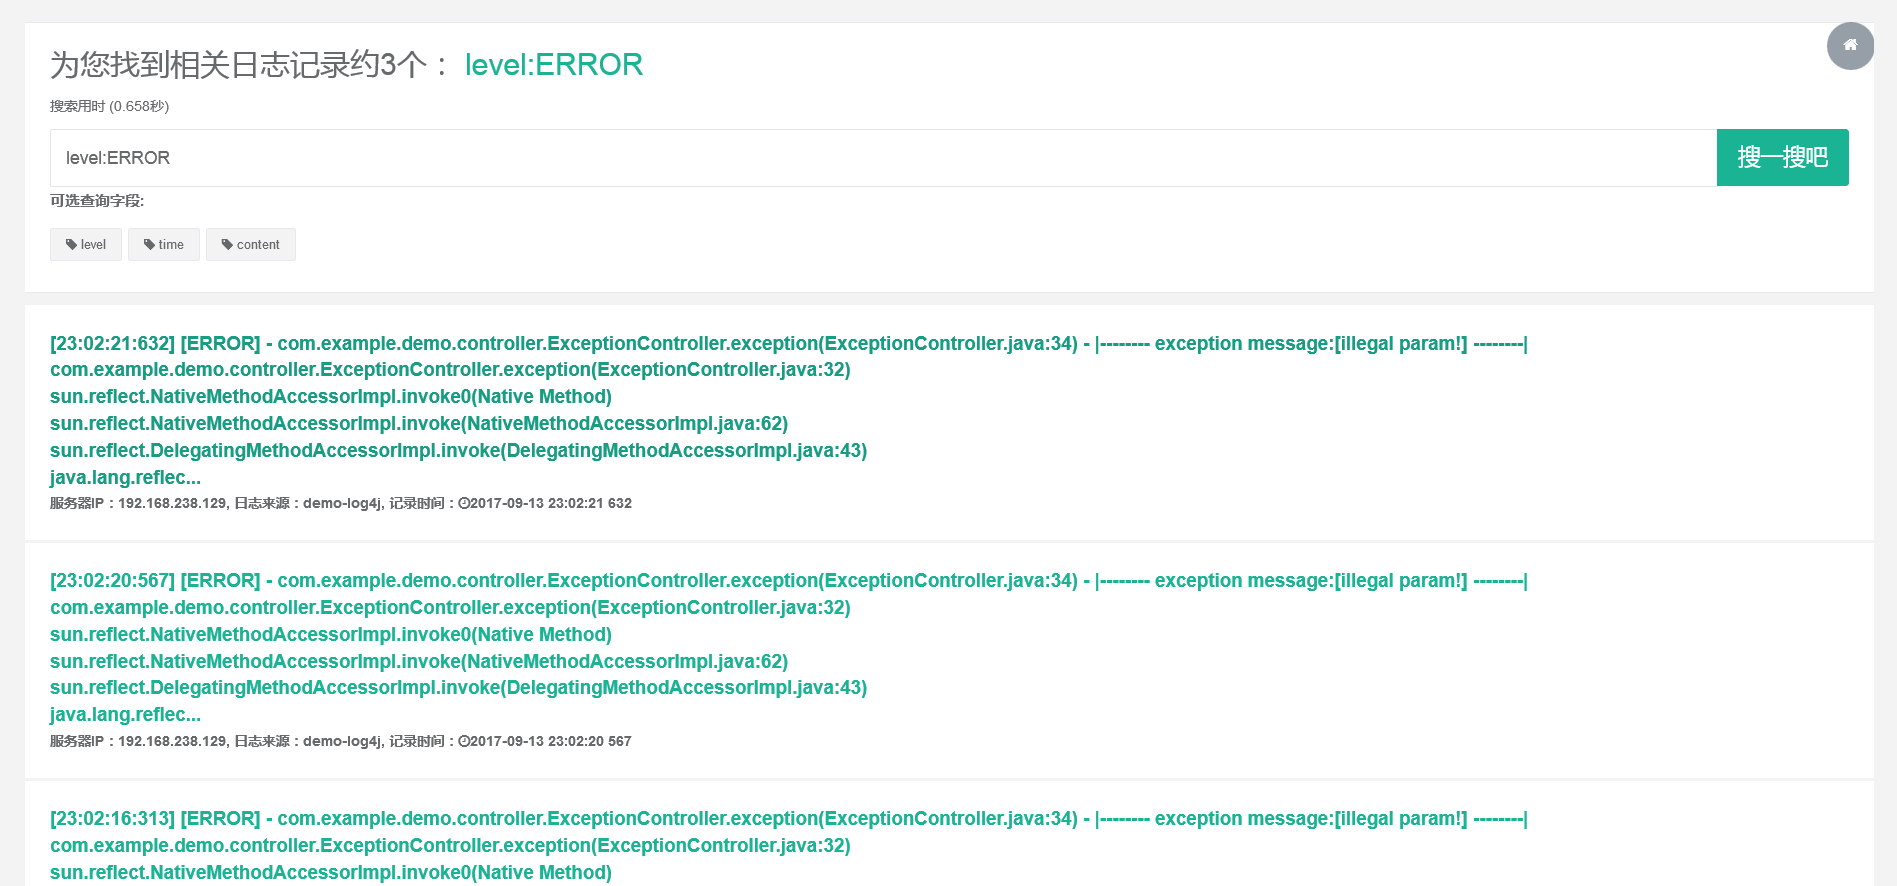 为您找到相关日志记录约3个： level:ERROR
搜索用时 (0.658秒)
level:ERROR
搜一搜吧
可选查询字段:
level
time
content
[23:02:21:632] [ERROR] - com.example.demo.controller.ExceptionController.exception(ExceptionController.java:34) - |-------- exception message:[illegal param!] --------|
com.example.demo.controller.ExceptionController.exception(ExceptionController.java:32)
sun.reflect.NativeMethodAccessorImpl.invoke0(Native Method)
sun.reflect.NativeMethodAccessorImpl.invoke(NativeMethodAccessorImpl.java:62)
sun.reflect.DelegatingMethodAccessorImpl.invoke(DelegatingMethodAccessorImpl.java:43)
java.lang.reflec...
服务器IP：192.168.238.129, 日志来源：demo-log4j, 记录时间：2017-09-13 23:02:21 632
[23:02:20:567] [ERROR] - com.example.demo.controller.ExceptionController.exception(ExceptionController.java:34) - |-------- exception message:[illegal param!] --------|
com.example.demo.controller.ExceptionController.exception(ExceptionController.java:32)
sun.reflect.NativeMethodAccessorImpl.invoke0(Native Method)
sun.reflect.NativeMethodAccessorImpl.invoke(NativeMethodAccessorImpl.java:62)
sun.reflect.DelegatingMethodAccessorImpl.invoke(DelegatingMethodAccessorImpl.java:43)
java.lang.reflec...
服务器IP：192.168.238.129, 日志来源：demo-log4j, 记录时间：2017-09-13 23:02:20 567
[23:02:16:313] [ERROR] - com.example.demo.controller.ExceptionController.exception(ExceptionController.java:34) - |-------- exception message:[illegal param!] --------|
com.example.demo.controller.ExceptionController.exception(ExceptionController.java:32)
sun.reflect.NativeMethodAccessorImpl.invoke0(Native Method)